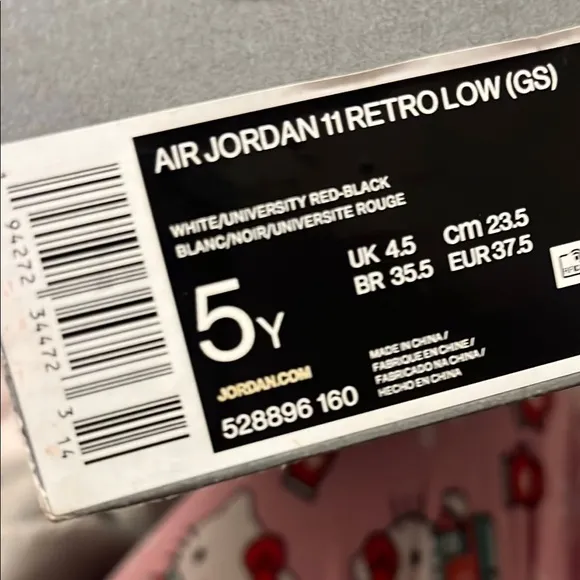 AIR JORDAN 11 RETRO LOW (GS)
WHITE/UNIVERSITY RED-BLACK
BLANC/NOIR/UNIVERSITE ROUGE
UK 4.5 cm 23.5
BR 35.5 EUR 37.5
5Y
JORDAN.COM
528896 160
MADE IN CHINA/
FABRIQUE EN CHINE/
FABRICADO NA CHINA/
HECHO EN CHINA
94272 34472 3 14